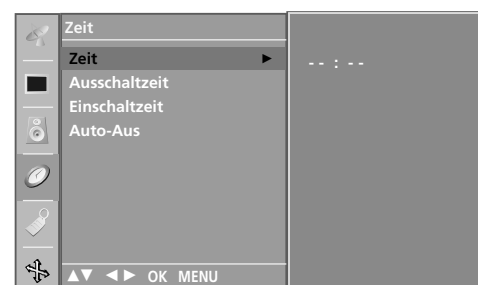 Zeit
Zeit ►
-- : --
Ausschaltzeit
Einschaltzeit
Auto-Aus
▲▼ ◄► OK MENU